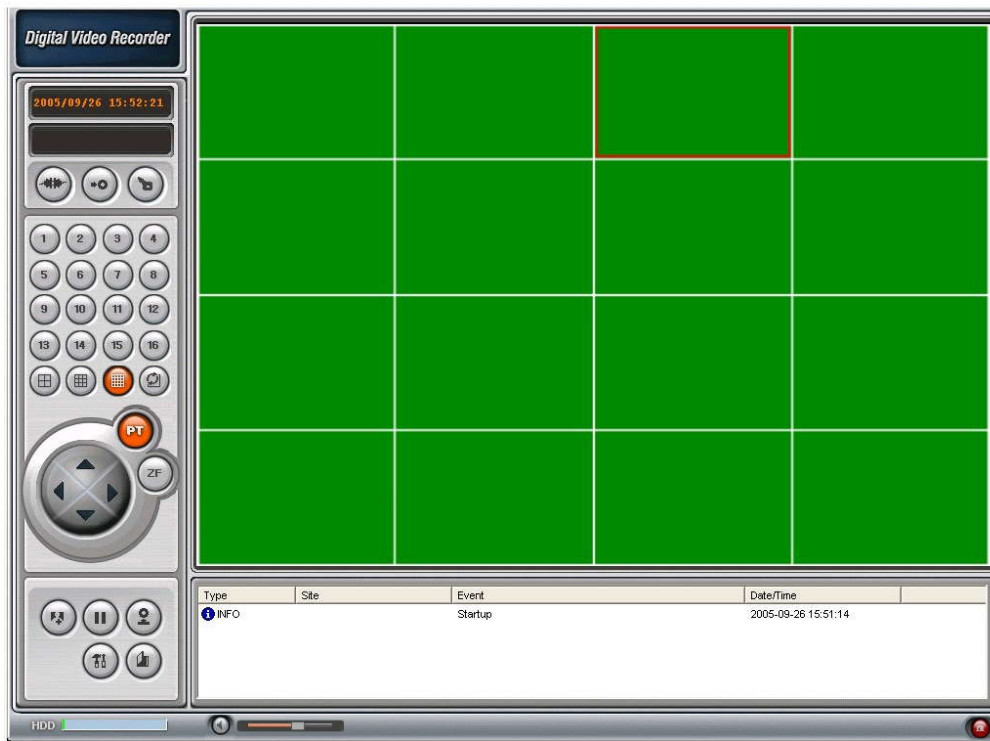 Digital Video Recorder
2005/09/26 15:52:21
1 2 3 4
5 6 7 8
9 10 11 12
13 14 15 16
PT
ZF
Type Site Event Date/Time
INFO Startup 2005-09-26 15:51:14
HDD